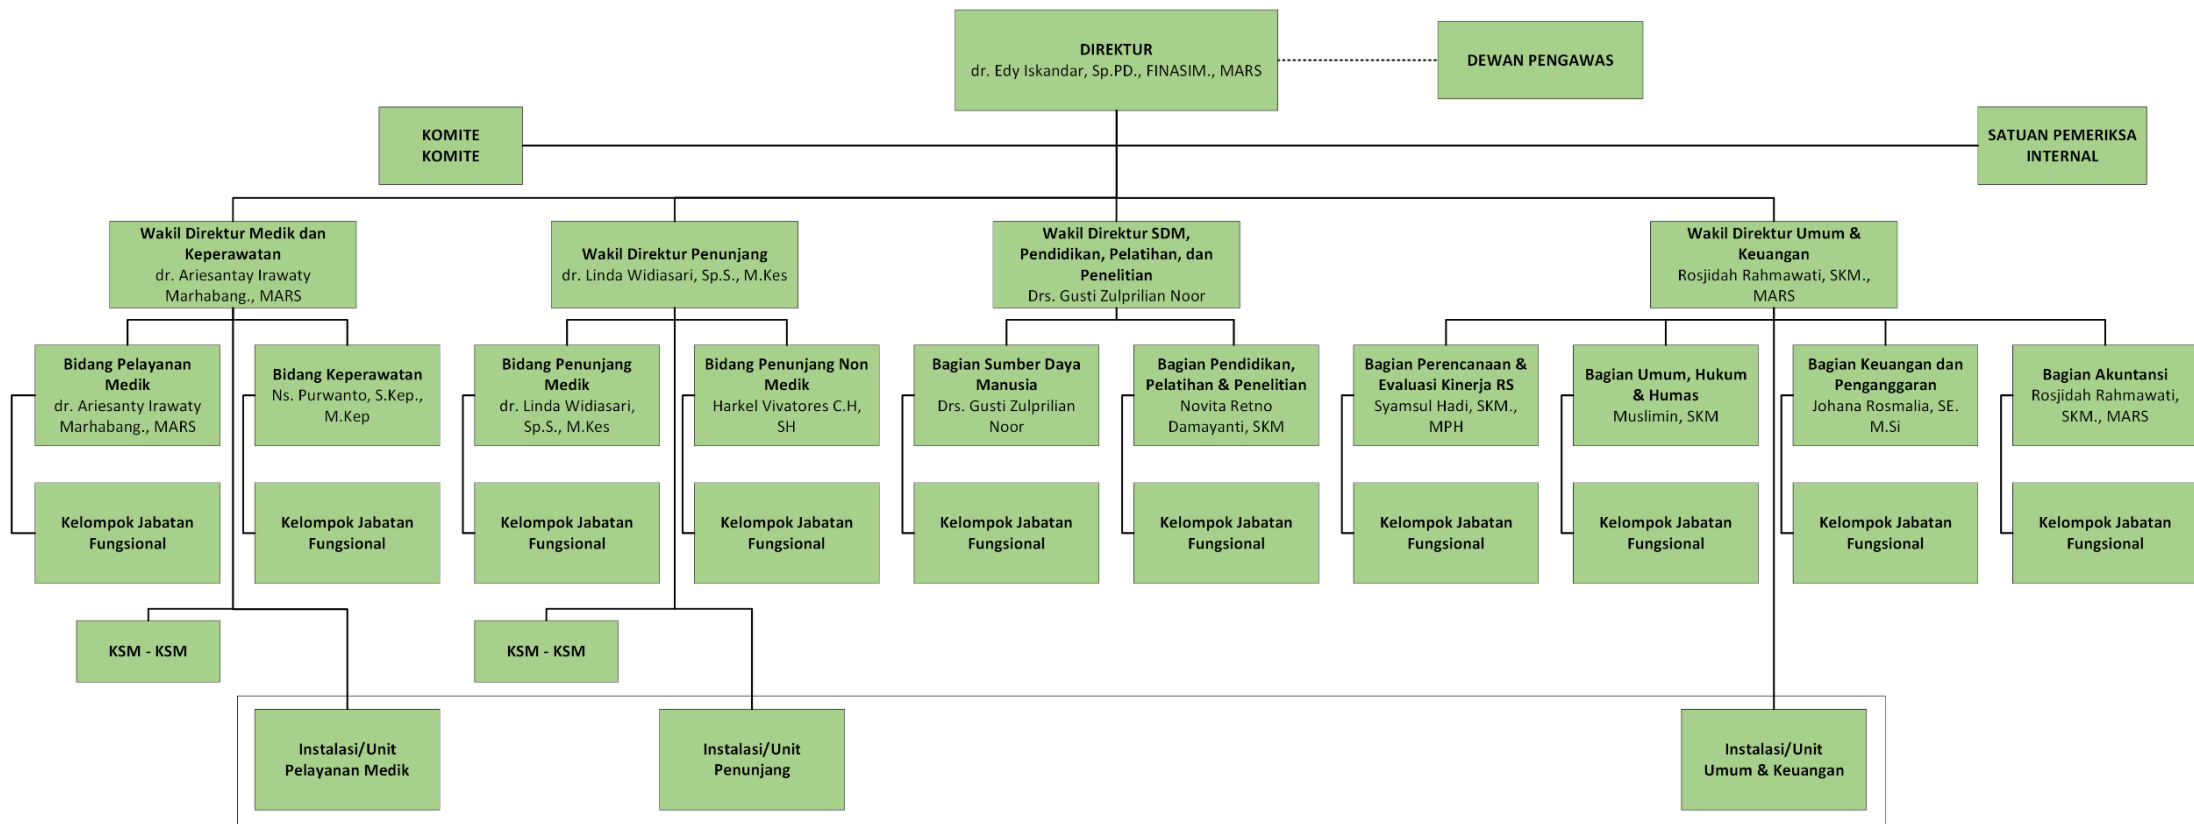 DIREKTUR
dr. Edy Iskandar, Sp.PD., FINASIM., MARS
DEWAN PENGAWAS
KOMITE
KOMITE
SATUAN PEMERIKSA
INTERNAL
Wakil Direktur Medik dan
Keperawatan
dr. Ariesantay Irawaty
Marhabang., MARS
Wakil Direktur Penunjang
dr. Linda Widiasari, Sp.S., M.Kes
Wakil Direktur SDM,
Pendidikan, Pelatihan, dan
Penelitian
Drs. Gusti Zulprilian Noor
Wakil Direktur Umum &
Keuangan
Rosjidah Rahmawati, SKM.,
MARS
Bidang Pelayanan
Medik
dr. Ariesanty Irawaty
Marhabang., MARS
Bidang Keperawatan
Ns. Purwanto, S.Kep.,
M.Kep
Bidang Penunjang
Medik
dr. Linda Widiasari,
Sp.S., M.Kes
Bidang Penunjang Non
Medik
Harkel Vivatores C.H,
SH
Bagian Sumber Daya
Manusia
Drs. Gusti Zulprilian
Noor
Bagian Pendidikan,
Pelatihan & Penelitian
Novita Retno
Damayanti, SKM
Bagian Perencanaan &
Evaluasi Kinerja RS
Syamsul Hadi, SKM.,
MPH
Bagian Umum, Hukum
& Humas
Muslimin, SKM
Bagian Keuangan dan
Penganggaran
Johana Rosmalia, SE.
M.Si
Bagian Akuntansi
Rosjidah Rahmawati,
SKM., MARS
Kelompok Jabatan
Fungsional
Kelompok Jabatan
Fungsional
Kelompok Jabatan
Fungsional
Kelompok Jabatan
Fungsional
Kelompok Jabatan
Fungsional
Kelompok Jabatan
Fungsional
Kelompok Jabatan
Fungsional
Kelompok Jabatan
Fungsional
Kelompok Jabatan
Fungsional
Kelompok Jabatan
Fungsional
KSM - KSM
KSM - KSM
Instalasi/Unit
Pelayanan Medik
Instalasi/Unit
Penunjang
Instalasi/Unit
Umum & Keuangan